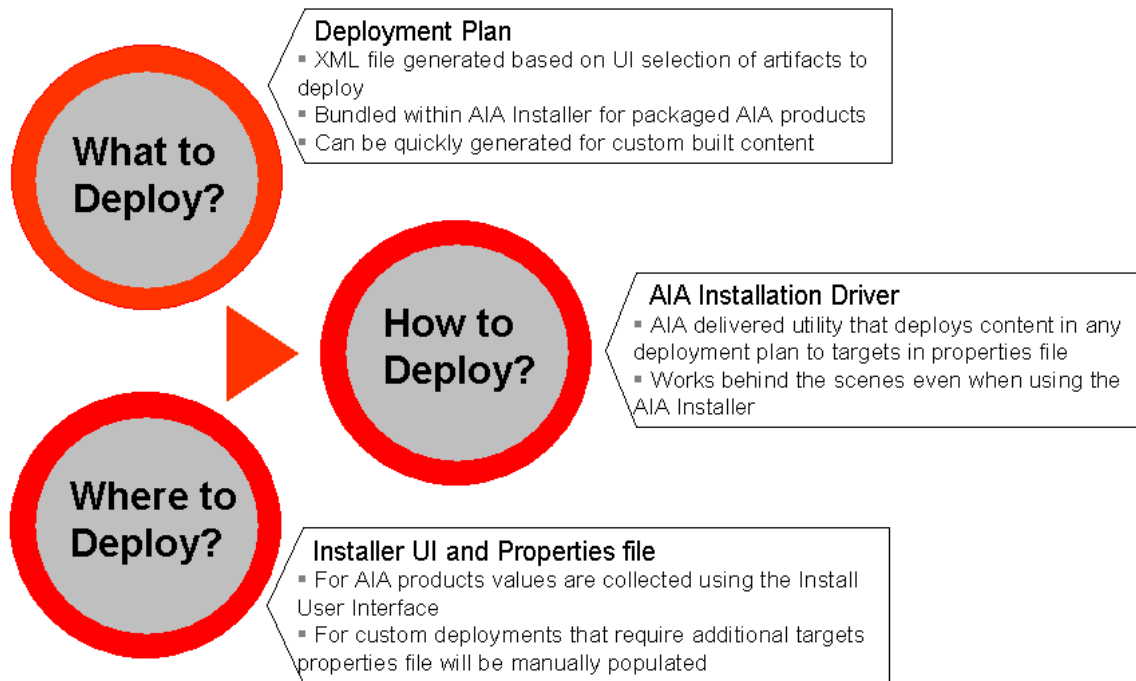 What to
Deploy?
Deployment Plan
▪ XML file generated based on UI selection of artifacts to
deploy
▪ Bundled within AIA Installer for packaged AIA products
▪ Can be quickly generated for custom built content
How to
Deploy?
AIA Installation Driver
▪ AIA delivered utility that deploys content in any
deployment plan to targets in properties file
▪ Works behind the scenes even when using the
AIA Installer
Where to
Deploy?
Installer UI and Properties file
▪ For AIA products values are collected using the Install
User Interface
▪ For custom deployments that require additional targets
properties file will be manually populated